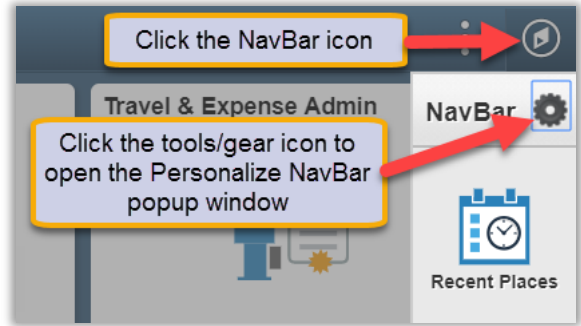 Click the NavBar icon
Travel & Expense Admin
NavBar
Click the tools/gear icon to
open the Personalize NavBar
popup window
Recent Places